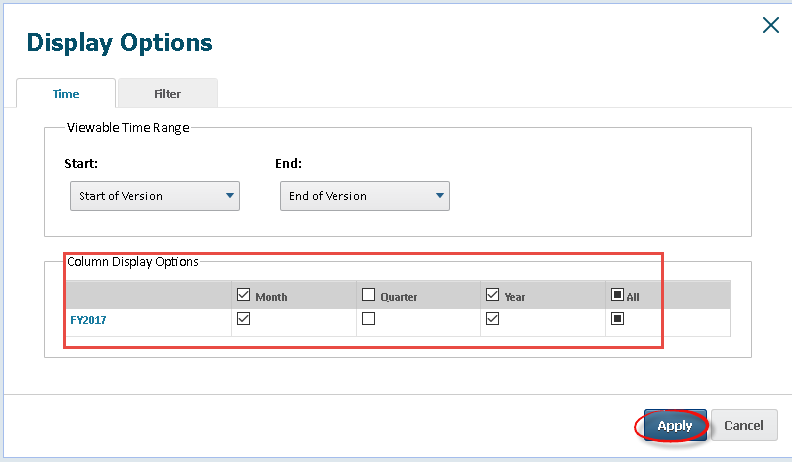 Display Options
Time Filter
Viewable Time Range
Start: End:
Start of Version End of Version
Column Display Options
Month Quarter Year All
FY2017
Apply Cancel